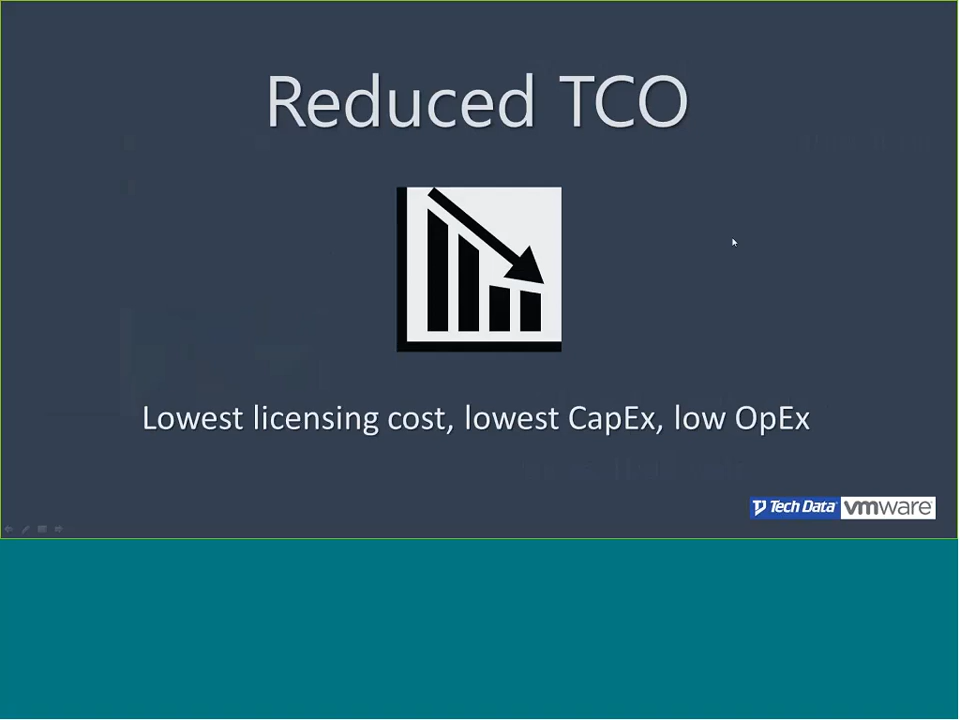 Reduced TCO
Lowest licensing cost, lowest CapEx, low OpEx
Tech Data vmware